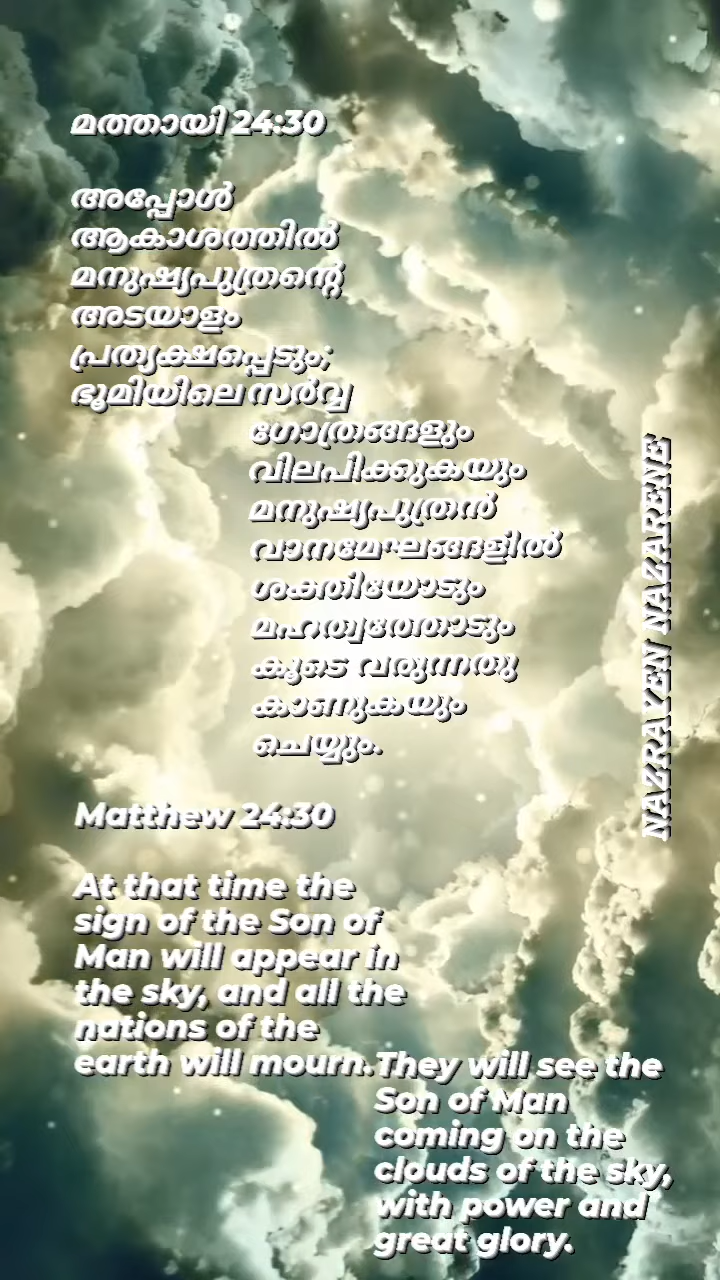 മത്തായി 24:30
അപ്പോൾ
ആകാശത്തിൽ
മനുഷ്യപുത്രന്റെ
അടയാളം
പ്രത്യക്ഷപ്പെടും;
ഭൂമിയിലെ സർവ്വ
ഗോത്രങ്ങളും
വിലപിക്കുകയും
മനുഷ്യപുത്രൻ
വാനമേഘങ്ങളിൽ
ശക്തിയോടും
മഹത്വത്തോടും
കൂടെ വരുന്നതു
കാണുകയും
ചെയ്യും.
NAZRAYEN NAZARENE
Matthew 24:30
At that time the
sign of the Son of
Man will appear in
the sky, and all the
nations of the
earth will mourn. They will see the
Son of Man
coming on the
clouds of the sky,
with power and
great glory.